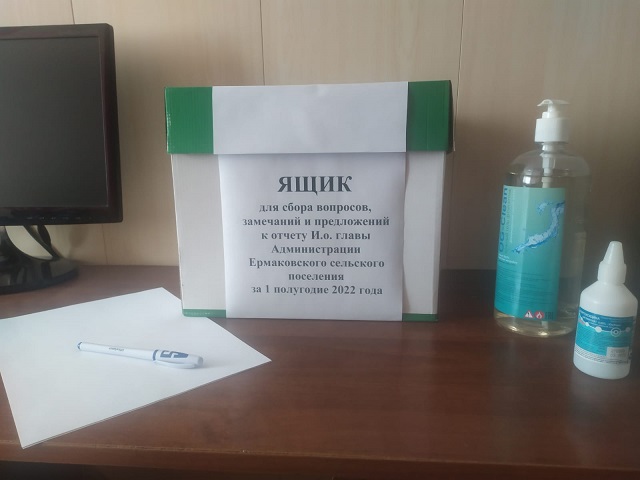 ЯЩИК
для сбора вопросов,
замечаний и предложений
к отчету И.о. главы
Администрации
Ермаковского сельского
поселения
за 1 полугодие 2022 года